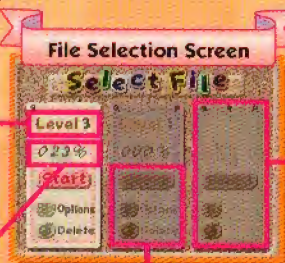 File Selection Screen
Select File
Level 3
023%
000%
Start
Options
Delete